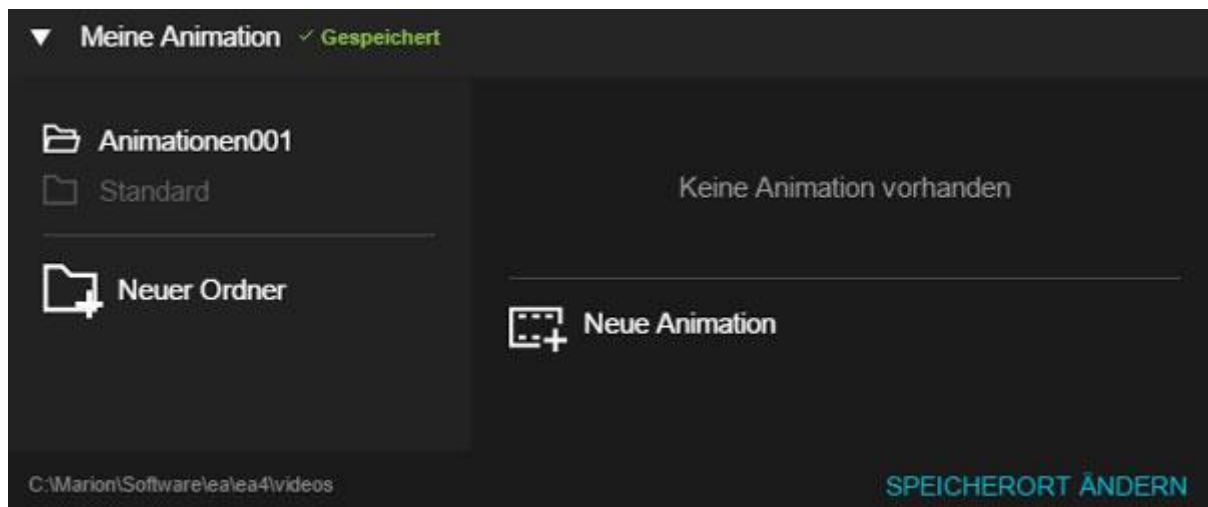 Meine Animation ✓ Gespeichert
Animationen001
Standard
Neuer Ordner
Keine Animation vorhanden
Neue Animation
C:\Marion\Software\ea\ea4\videos
SPEICHERORT ÄNDERN